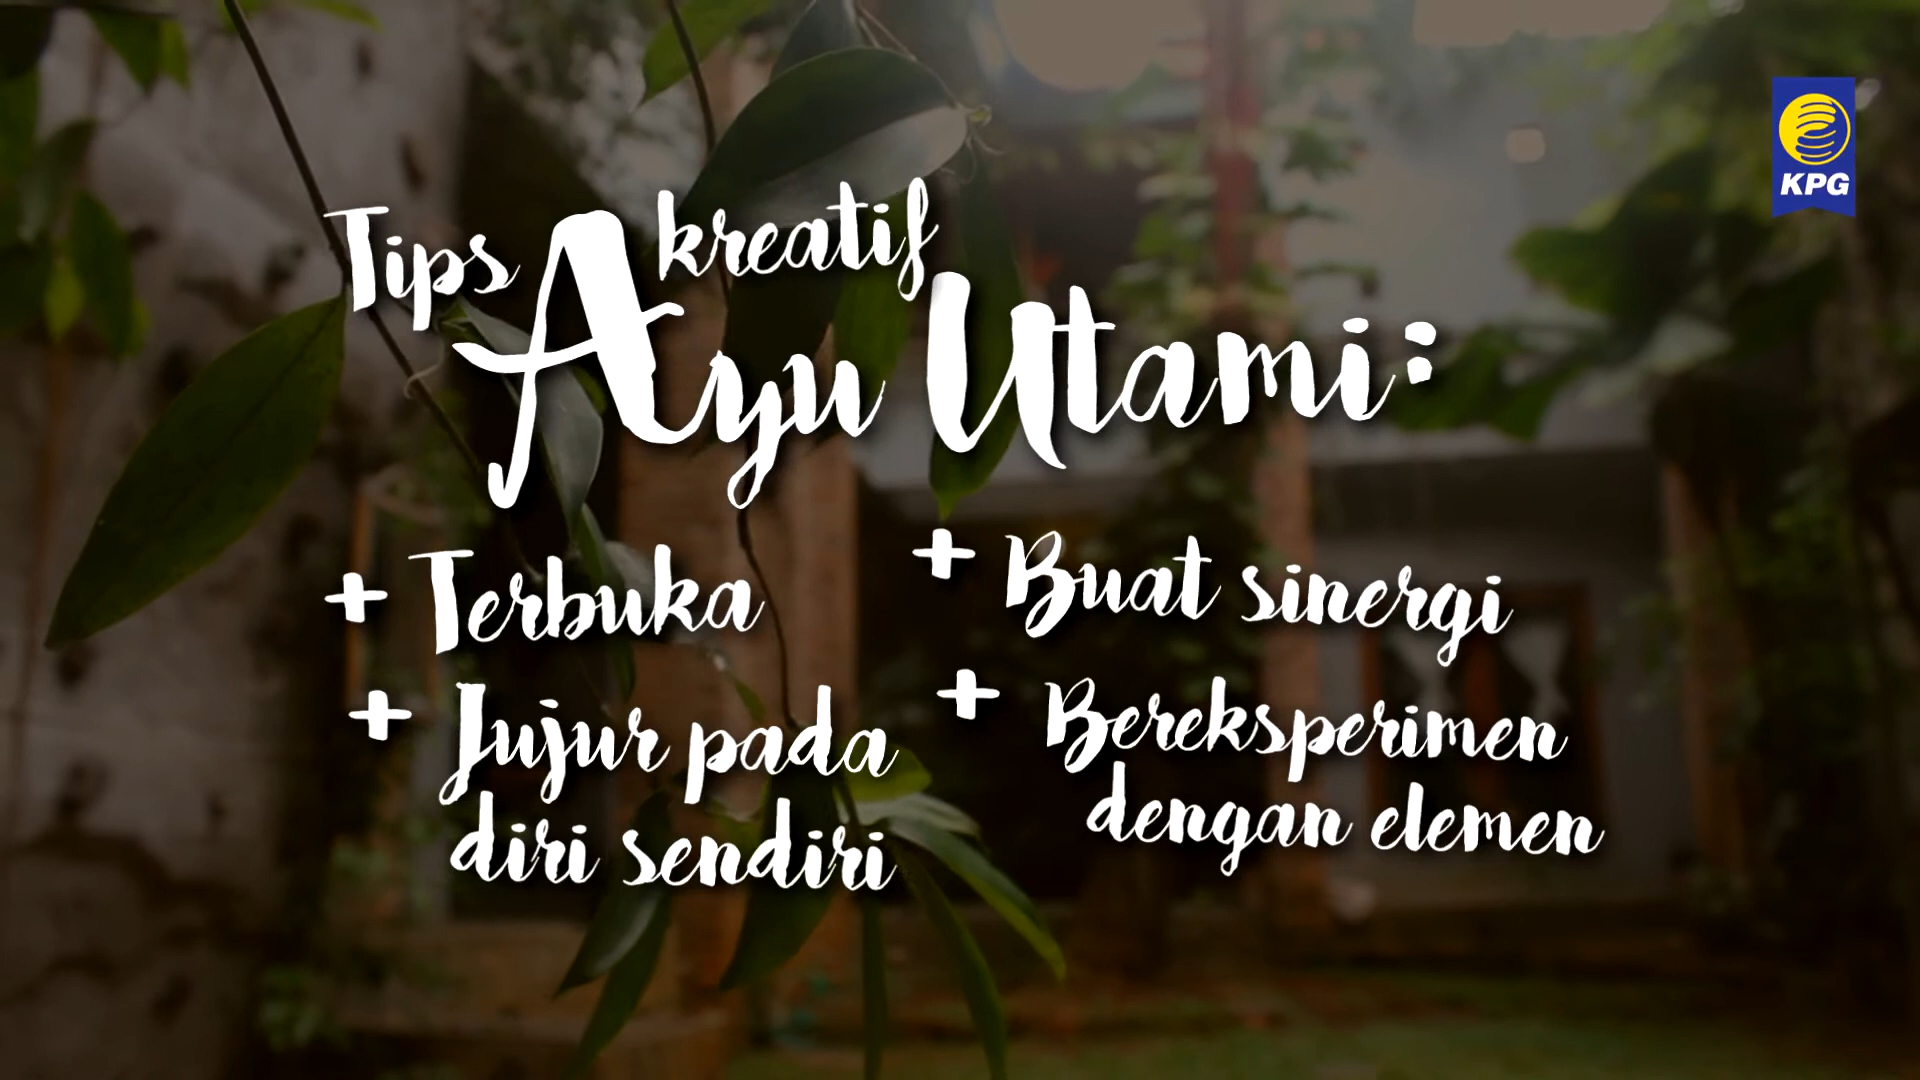 Tips kreatif
Ayu Utami:
+ Terbuka
+ Jujur pada
diri sendiri
+ Buat sinergi
+ Bereksperimen
dengan elemen
KPG